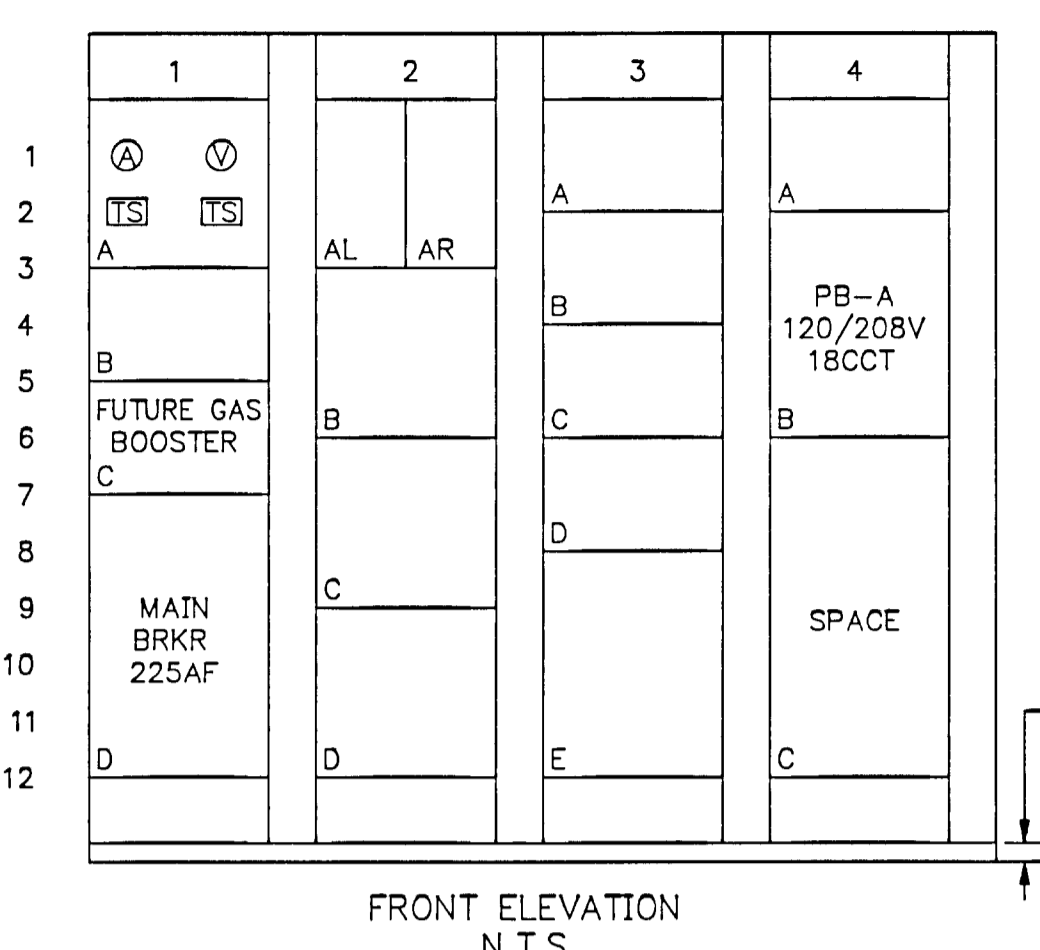 1 2 3 4
1
2
3
4
5
6
7
8
9
10
11
12
A V
TS TS
A
B
FUTURE GAS
BOOSTER
C
MAIN
BRKR
225AF
D
AL AR
B
C
D
A
B
C
D
E
A
PB-A
120/208V
18CCT
B
SPACE
C
FRONT ELEVATION
N.T.S.